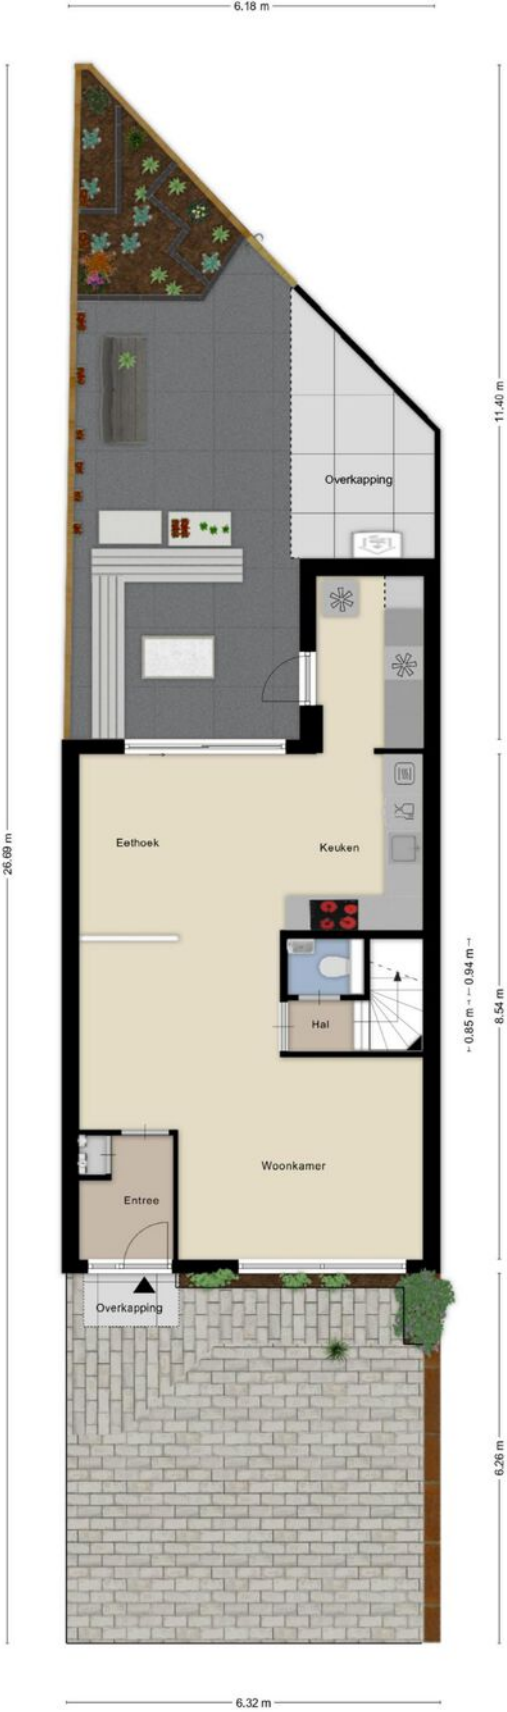 6.18 m
11.40 m
Overkapping
Eethoek
Keuken
26.69 m
0.85 m
0.94 m
8.54 m
Hal
Woonkamer
Entree
Overkapping
6.26 m
6.32 m